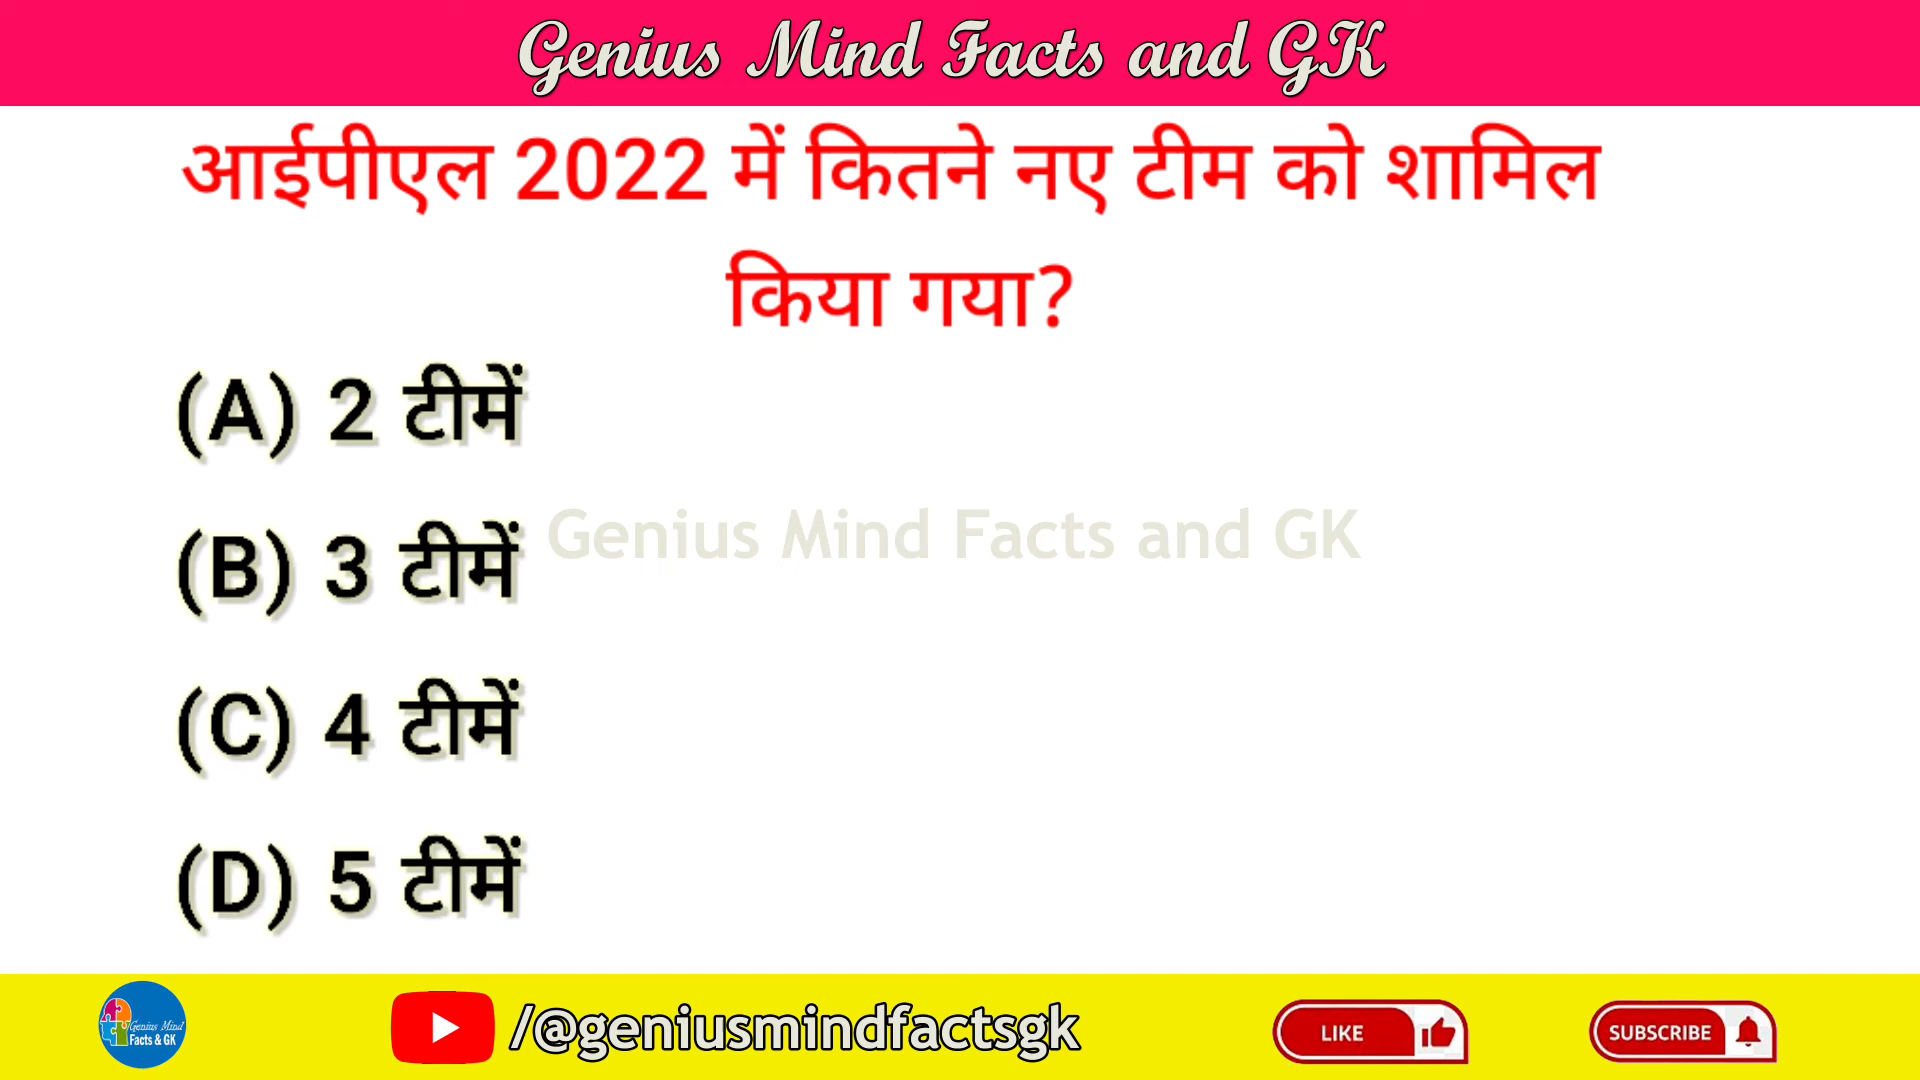 Genius Mind Facts and GK
आईपीएल 2022 में कितने नए टीम को शामिल
किया गया?
(A) 2 टीमें
(B) 3 टीमें
Genius Mind Facts and GK
(C) 4 टीमें
(D) 5 टीमें
Genius Mind
Facts & GK
/@geniusmindfactsgk
LIKE
SUBSCRIBE